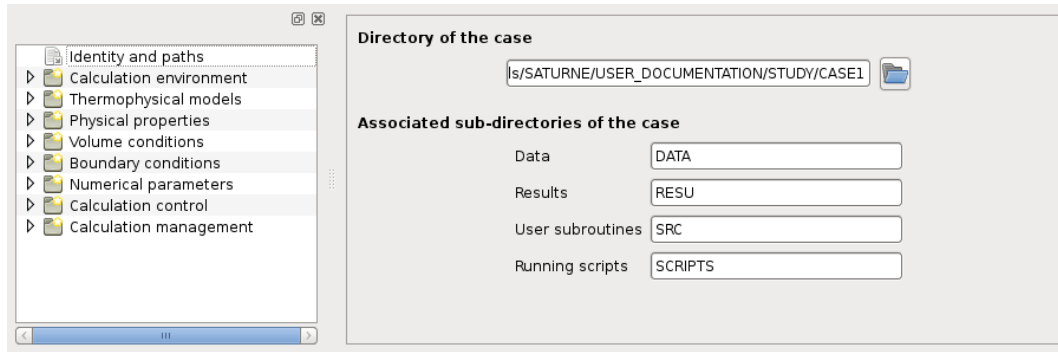 Identity and paths
Calculation environment
Thermophysical models
Physical properties
Volume conditions
Boundary conditions
Numerical parameters
Calculation control
Calculation management
Directory of the case
ls/SATURNE/USER_DOCUMENTATION/STUDY/CASE1
Associated sub-directories of the case
Data DATA
Results RESU
User subroutines SRC
Running scripts SCRIPTS